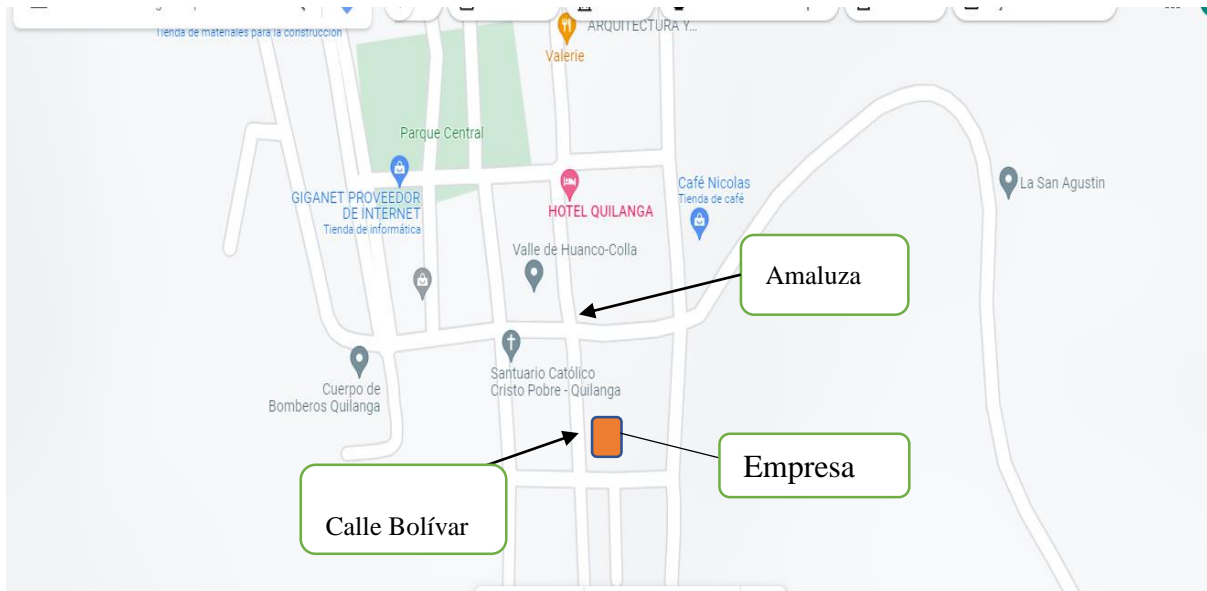 Tienda de materiales para la construcción
ARQUITECTURA Y...
Valerie
Parque Central
GIGANET PROVEEDOR
DE INTERNET
Tienda de informática
HOTEL QUILANGA
Café Nicolas
Tienda de café
La San Agustin
Valle de Huanco-Colla
Amaluza
Santuario Católico
Cristo Pobre - Quilanga
Cuerpo de
Bomberos Quilanga
Empresa
Calle Bolívar